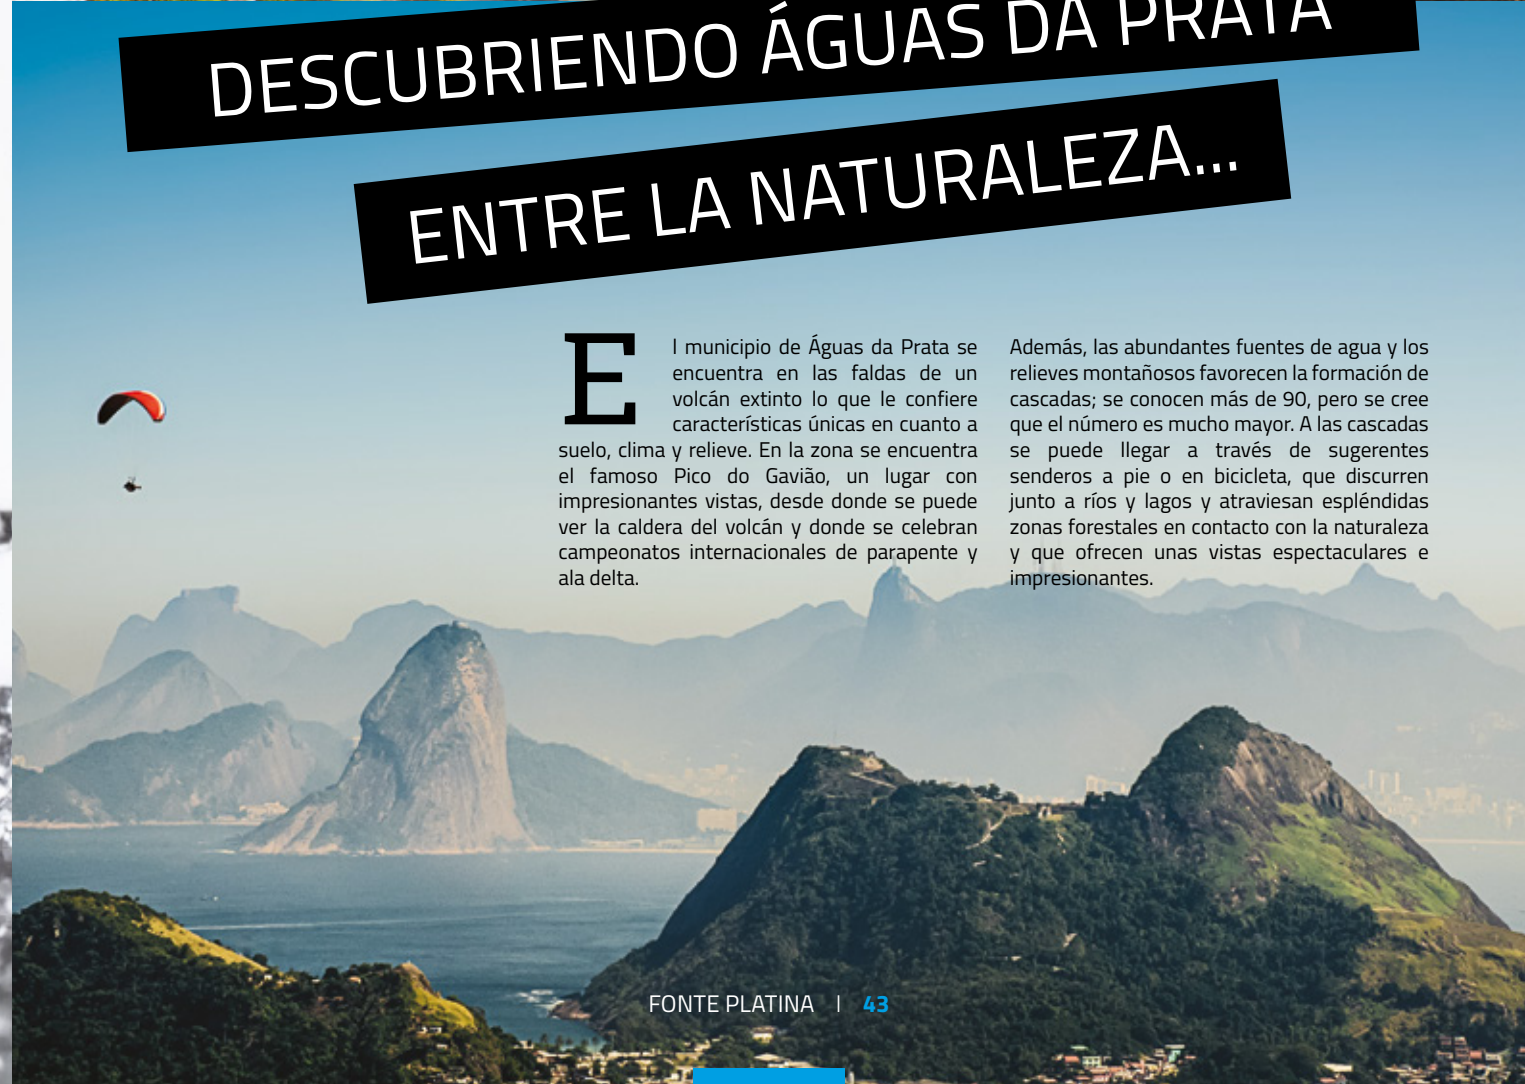 DESCUBRIENDO ÁGUAS DA PRATA
ENTRE LA NATURALEZA...
El municipio de Águas da Prata se
encuentra en las faldas de un
volcán extinto lo que le confiere
características únicas en cuanto a
suelo, clima y relieve. En la zona se encuentra
el famoso Pico do Gavião, un lugar con
impresionantes vistas, desde donde se puede
ver la caldera del volcán y donde se celebran
campeonatos internacionales de parapente y
ala delta.
Además, las abundantes fuentes de agua y los
relieves montañosos favorecen la formación de
cascadas; se conocen más de 90, pero se cree
que el número es mucho mayor. A las cascadas
se puede llegar a través de sugerentes
senderos a pie o en bicicleta, que discurren
junto a ríos y lagos y atraviesan espléndidas
zonas forestales en contacto con la naturaleza
y que ofrecen unas vistas espectaculares e
impresionantes.
FONTE PLATINA | 43